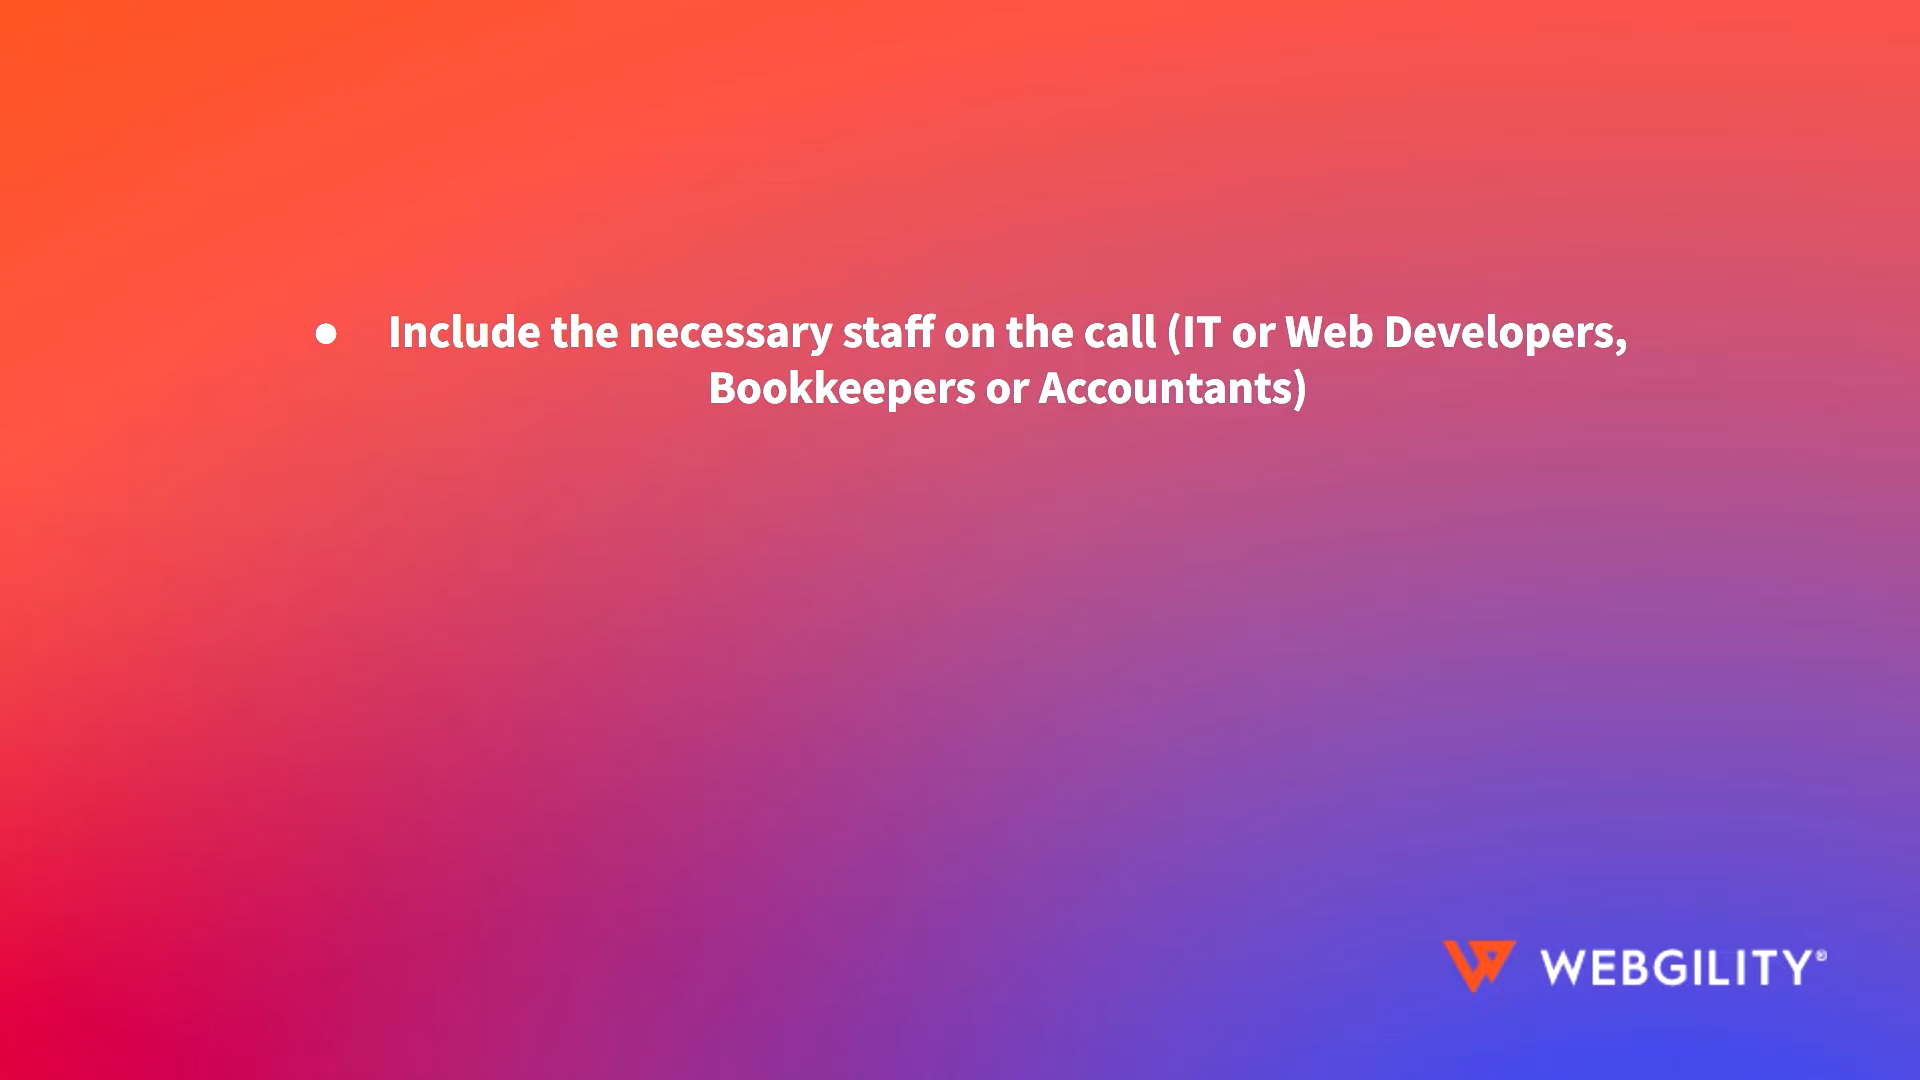 ● Include the necessary staff on the call (IT or Web Developers,
Bookkeepers or Accountants)
WEBGILITY®